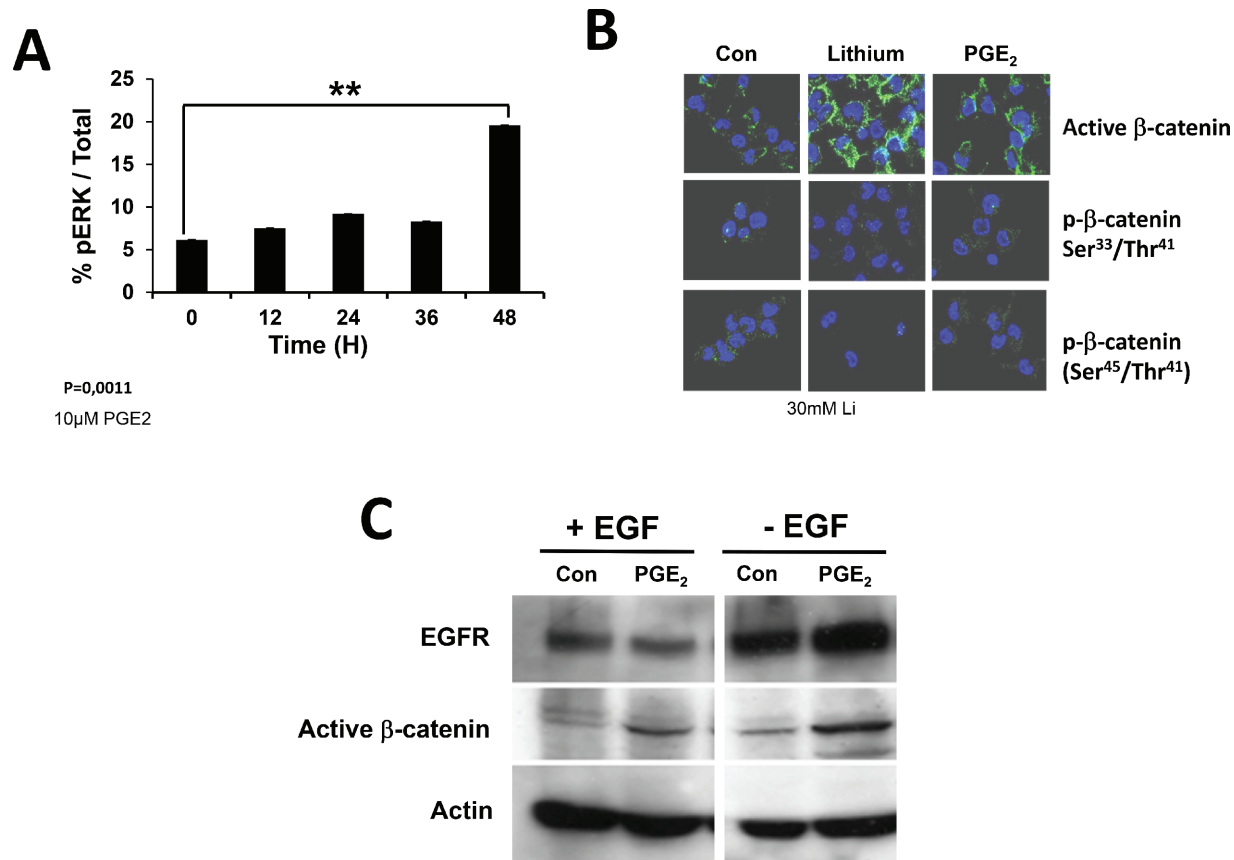 A
% pERK / Total
25
20
15
10
5
0
**
0 12 24 36 48
Time (H)
P=0,0011
10µM PGE2
B
Con Lithium PGE₂
Active β-catenin
p-β-catenin
Ser³³/Thr⁴¹
p-β-catenin
(Ser⁴⁵/Thr⁴¹)
30mM Li
C
+ EGF - EGF
Con PGE₂ Con PGE₂
EGFR
Active β-catenin
Actin